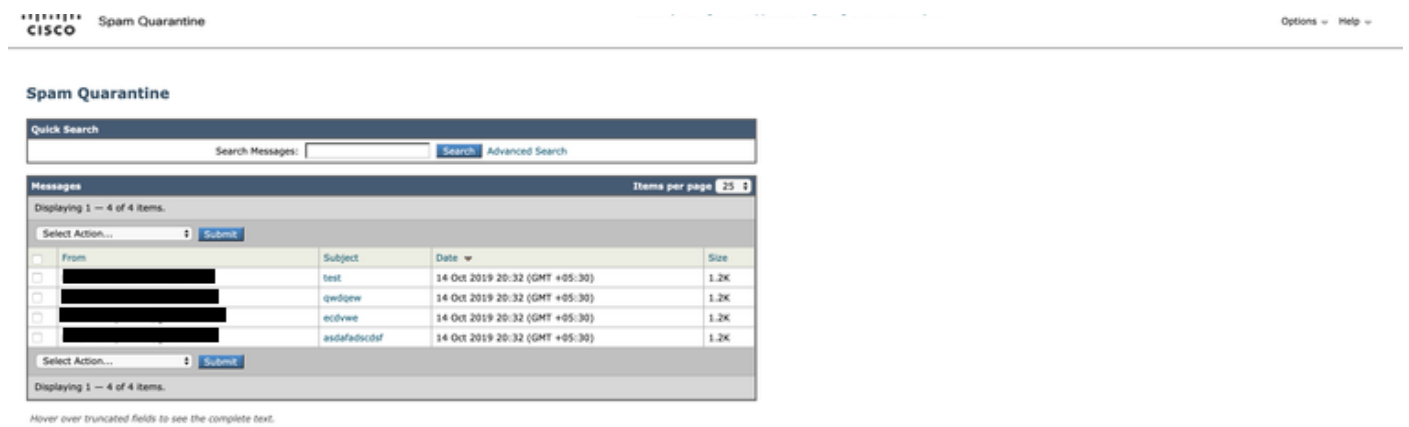 CISCO Spam Quarantine Options Help
Spam Quarantine
Quick Search
Search Messages: Search Advanced Search
Messages Items per page 25
Displaying 1 — 4 of 4 items.
Select Action... Submit
From Subject Date Size
test 14 Oct 2019 20:32 (GMT +05:30) 1.2K
qwdqew 14 Oct 2019 20:32 (GMT +05:30) 1.2K
ecdvwe 14 Oct 2019 20:32 (GMT +05:30) 1.2K
asdafadscdsf 14 Oct 2019 20:32 (GMT +05:30) 1.2K
Select Action... Submit
Displaying 1 — 4 of 4 items.
Hover over truncated fields to see the complete text.